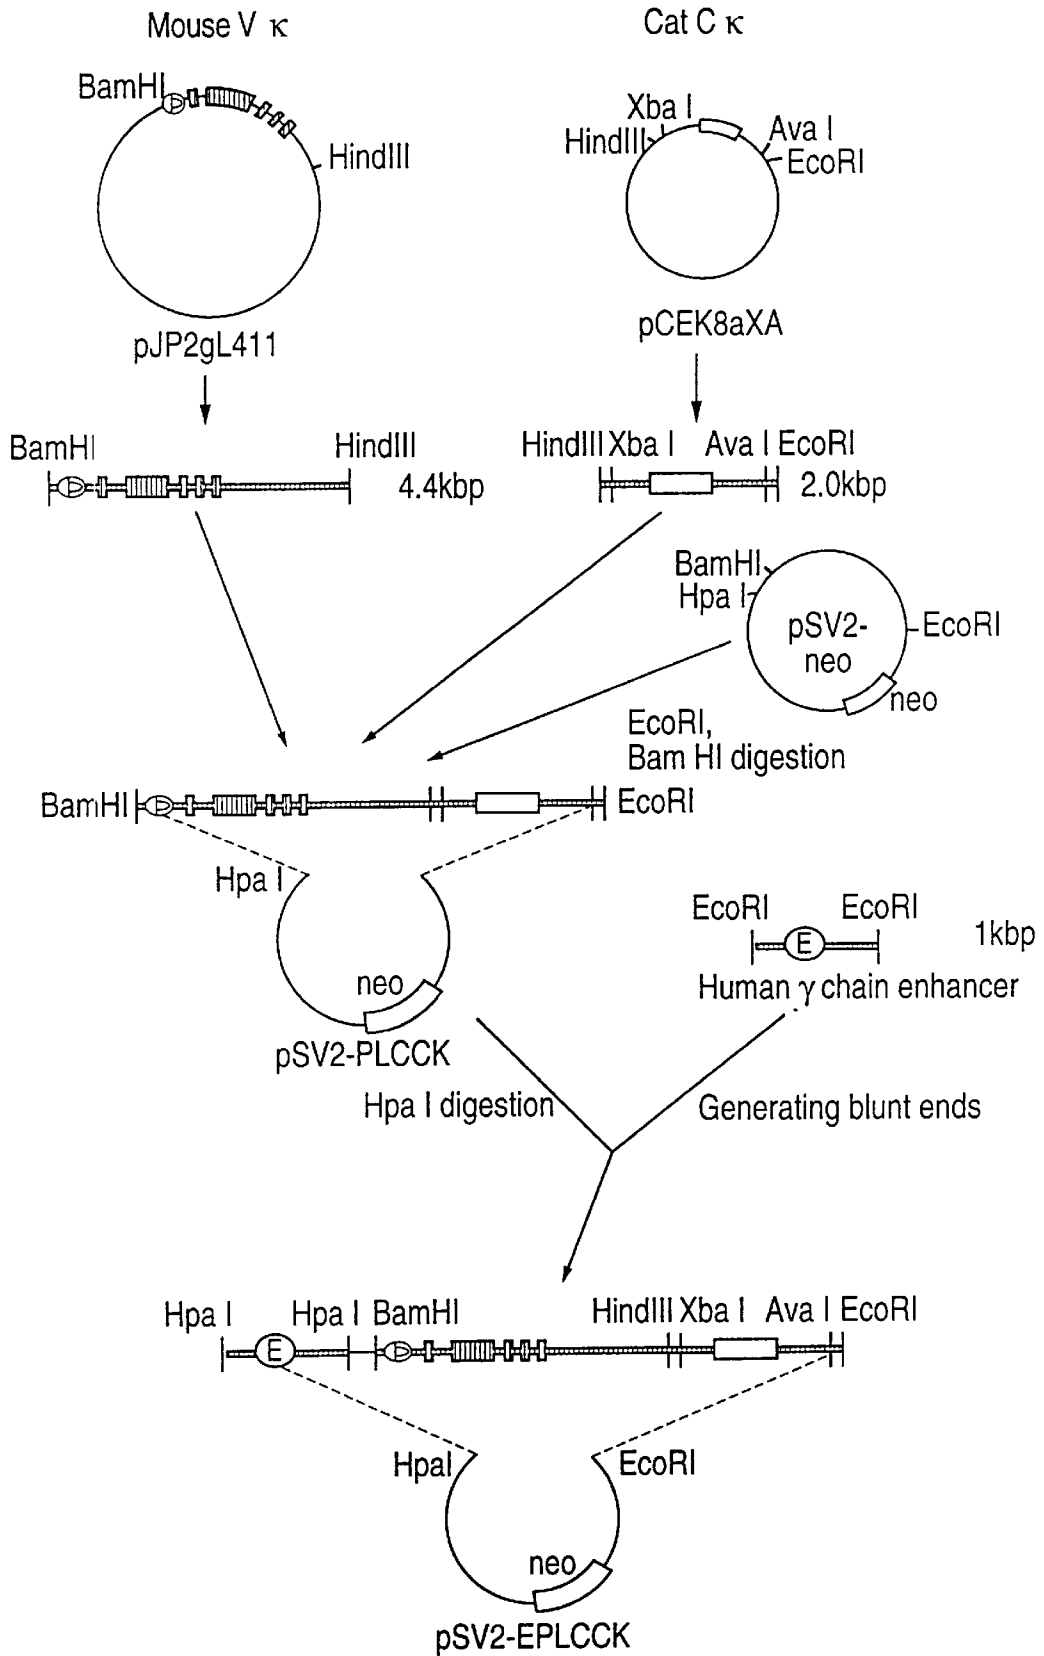 Mouse V κ
Cat C κ
BamHI
P
HindIII
Xba I
HindIII
Ava I
EcoRI
pJP2gL411
pCEK8aXA
BamHI
HindIII
P
4.4kbp
HindIII Xba I Ava I EcoRI
2.0kbp
BamHI
Hpa I
pSV2-
neo
EcoRI
neo
EcoRI,
Bam HI digestion
BamHI
P
EcoRI
Hpa I
neo
pSV2-PLCCK
EcoRI
EcoRI
E
1kbp
Human γ chain enhancer
Hpa I digestion
Generating blunt ends
Hpa I
Hpa I
BamHI
HindIII Xba I Ava I EcoRI
E
P
HpaI
EcoRI
neo
pSV2-EPLCCK